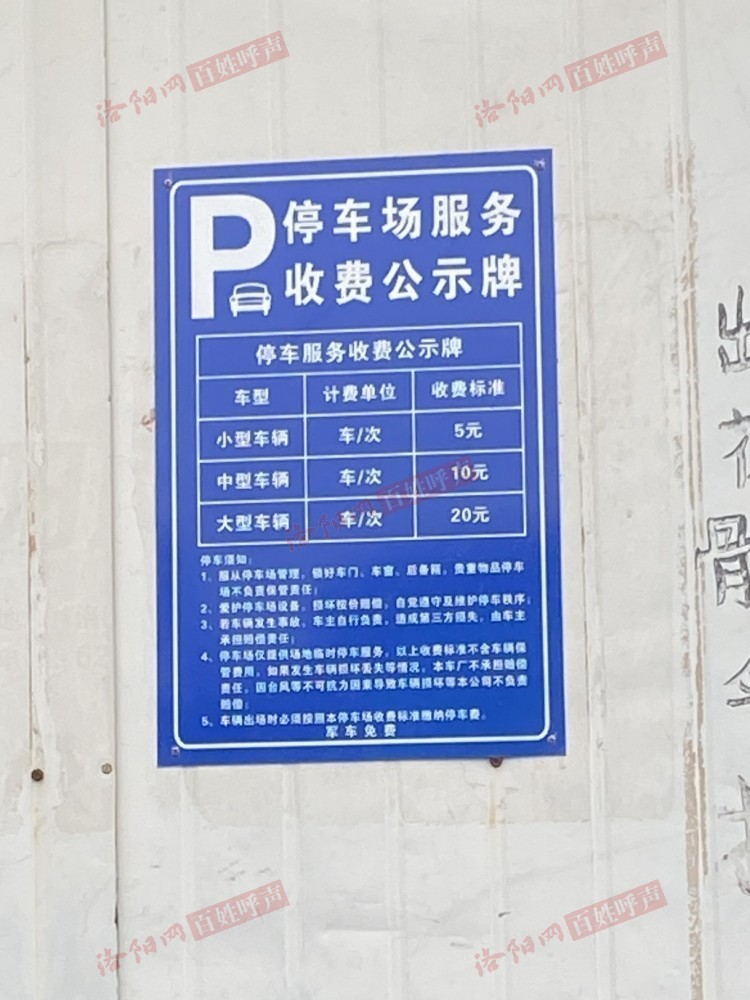 洛阳网百姓呼声
洛阳网百姓呼声
P 停车场服务
收费公示牌
停车服务收费公示牌
车型 计费单位 收费标准
小型车辆 车/次 5元
中型车辆 车/次 10元
大型车辆 车/次 20元
洛阳网百姓呼声
停车须知:
1、服从停车场管理,锁好车门、车窗、后备箱,贵重物品停车
场不负责保管责任;
2、爱护停车场设备,损坏按价赔偿,自觉遵守及维护停车秩序;
3、若车辆发生事故,车主自行负责,造成第三方损失,由车主
承担赔偿责任;
4、停车场仅提供场地临时停车服务,以上收费标准不含车辆保
管费用,如果发生车辆损坏丢失等情况,本车厂不承担赔偿
责任,因台风等不可抗力因素导致车辆损坏等本公司不负责
赔偿;
5、车辆出场时必须按照本停车场收费标准缴纳停车费。
军车免费
出
洛阳网百姓呼声
洛阳网百姓呼声